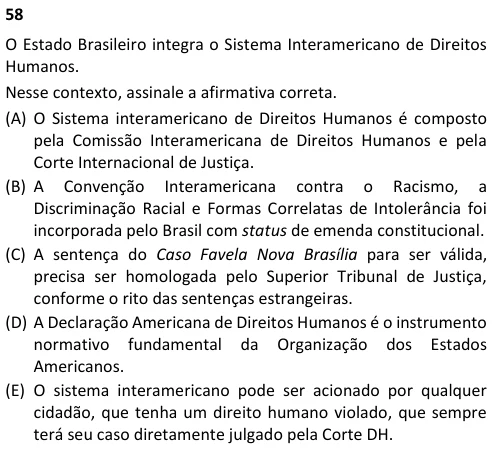 58
O Estado Brasileiro integra o Sistema Interamericano de Direitos
Humanos.
Nesse contexto, assinale a afirmativa correta.
(A) O Sistema interamericano de Direitos Humanos é composto
pela Comissão Interamericana de Direitos Humanos e pela
Corte Internacional de Justiça.
(B) A Convenção Interamericana contra o Racismo, a
Discriminação Racial e Formas Correlatas de Intolerância foi
incorporada pelo Brasil com status de emenda constitucional.
(C) A sentença do Caso Favela Nova Brasília para ser válida,
precisa ser homologada pelo Superior Tribunal de Justiça,
conforme o rito das sentenças estrangeiras.
(D) A Declaração Americana de Direitos Humanos é o instrumento
normativo fundamental da Organização dos Estados
Americanos.
(E) O sistema interamericano pode ser acionado por qualquer
cidadão, que tenha um direito humano violado, que sempre
terá seu caso diretamente julgado pela Corte DH.